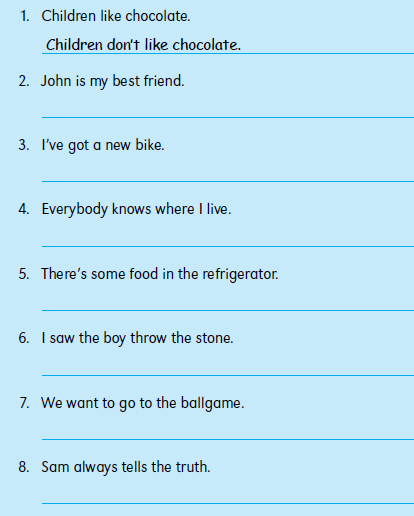 1. Children like chocolate.
Children don't like chocolate.
2. John is my best friend.
3. I've got a new bike.
4. Everybody knows where I live.
5. There's some food in the refrigerator.
6. I saw the boy throw the stone.
7. We want to go to the ballgame.
8. Sam always tells the truth.